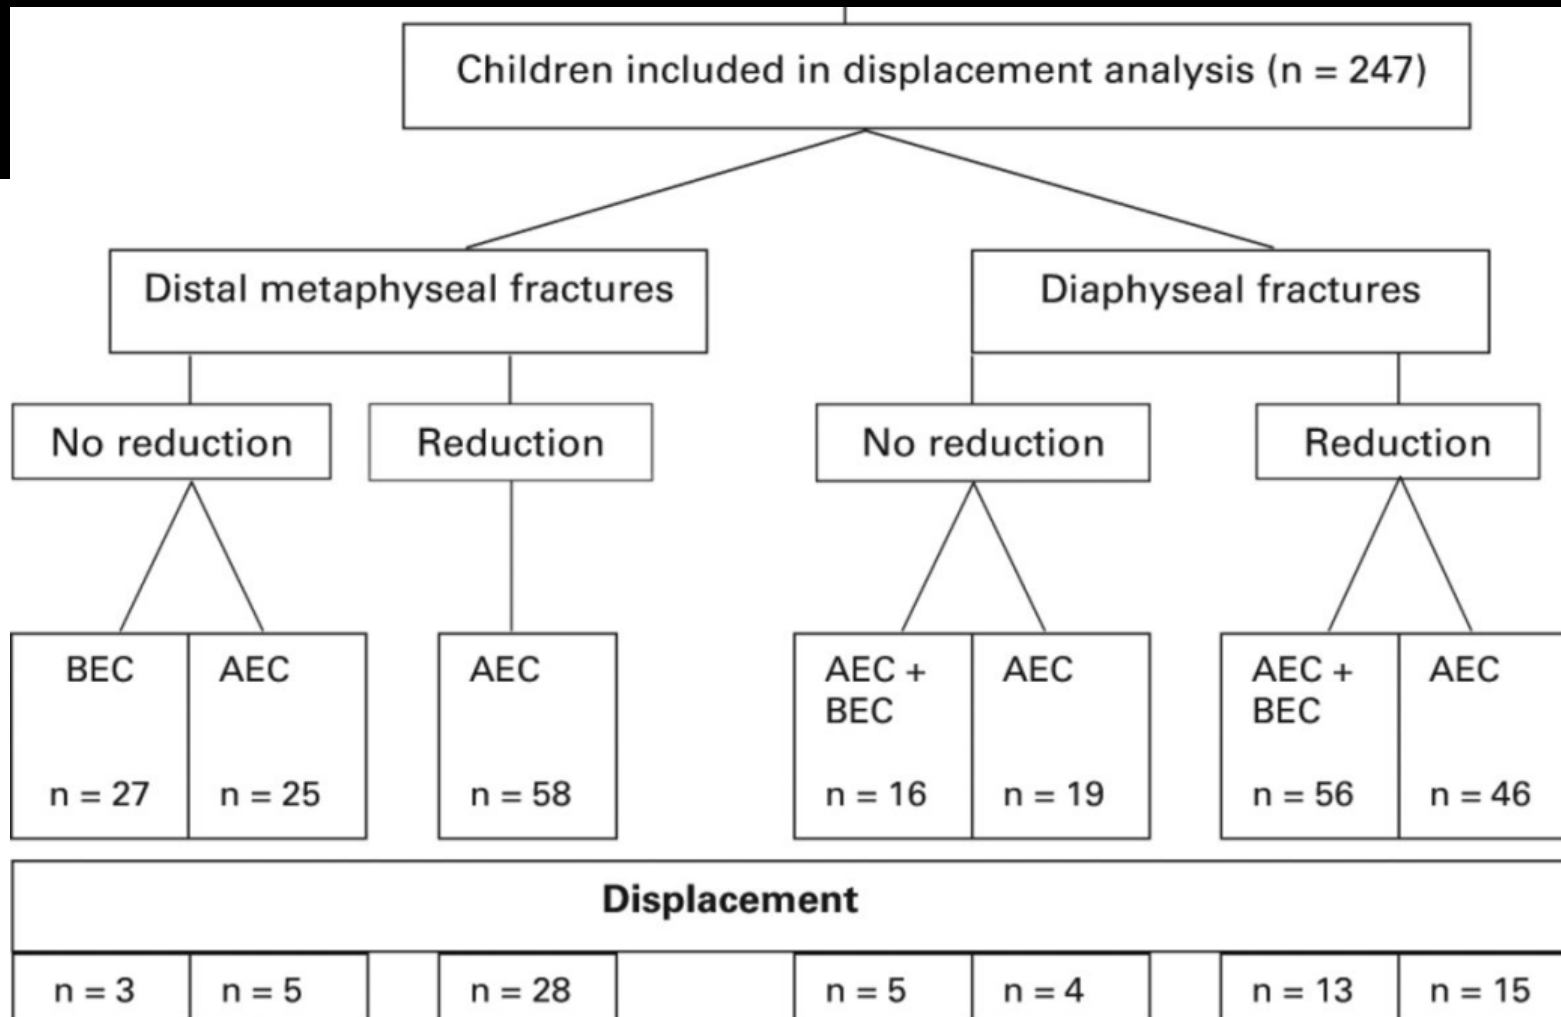 Children included in displacement analysis (n = 247)
Distal metaphyseal fractures
Diaphyseal fractures
No reduction
Reduction
No reduction
Reduction
BEC
n = 27
AEC
n = 25
AEC
n = 58
AEC +
BEC
n = 16
AEC
n = 19
AEC +
BEC
n = 56
AEC
n = 46
Displacement
n = 3
n = 5
n = 28
n = 5
n = 4
n = 13
n = 15